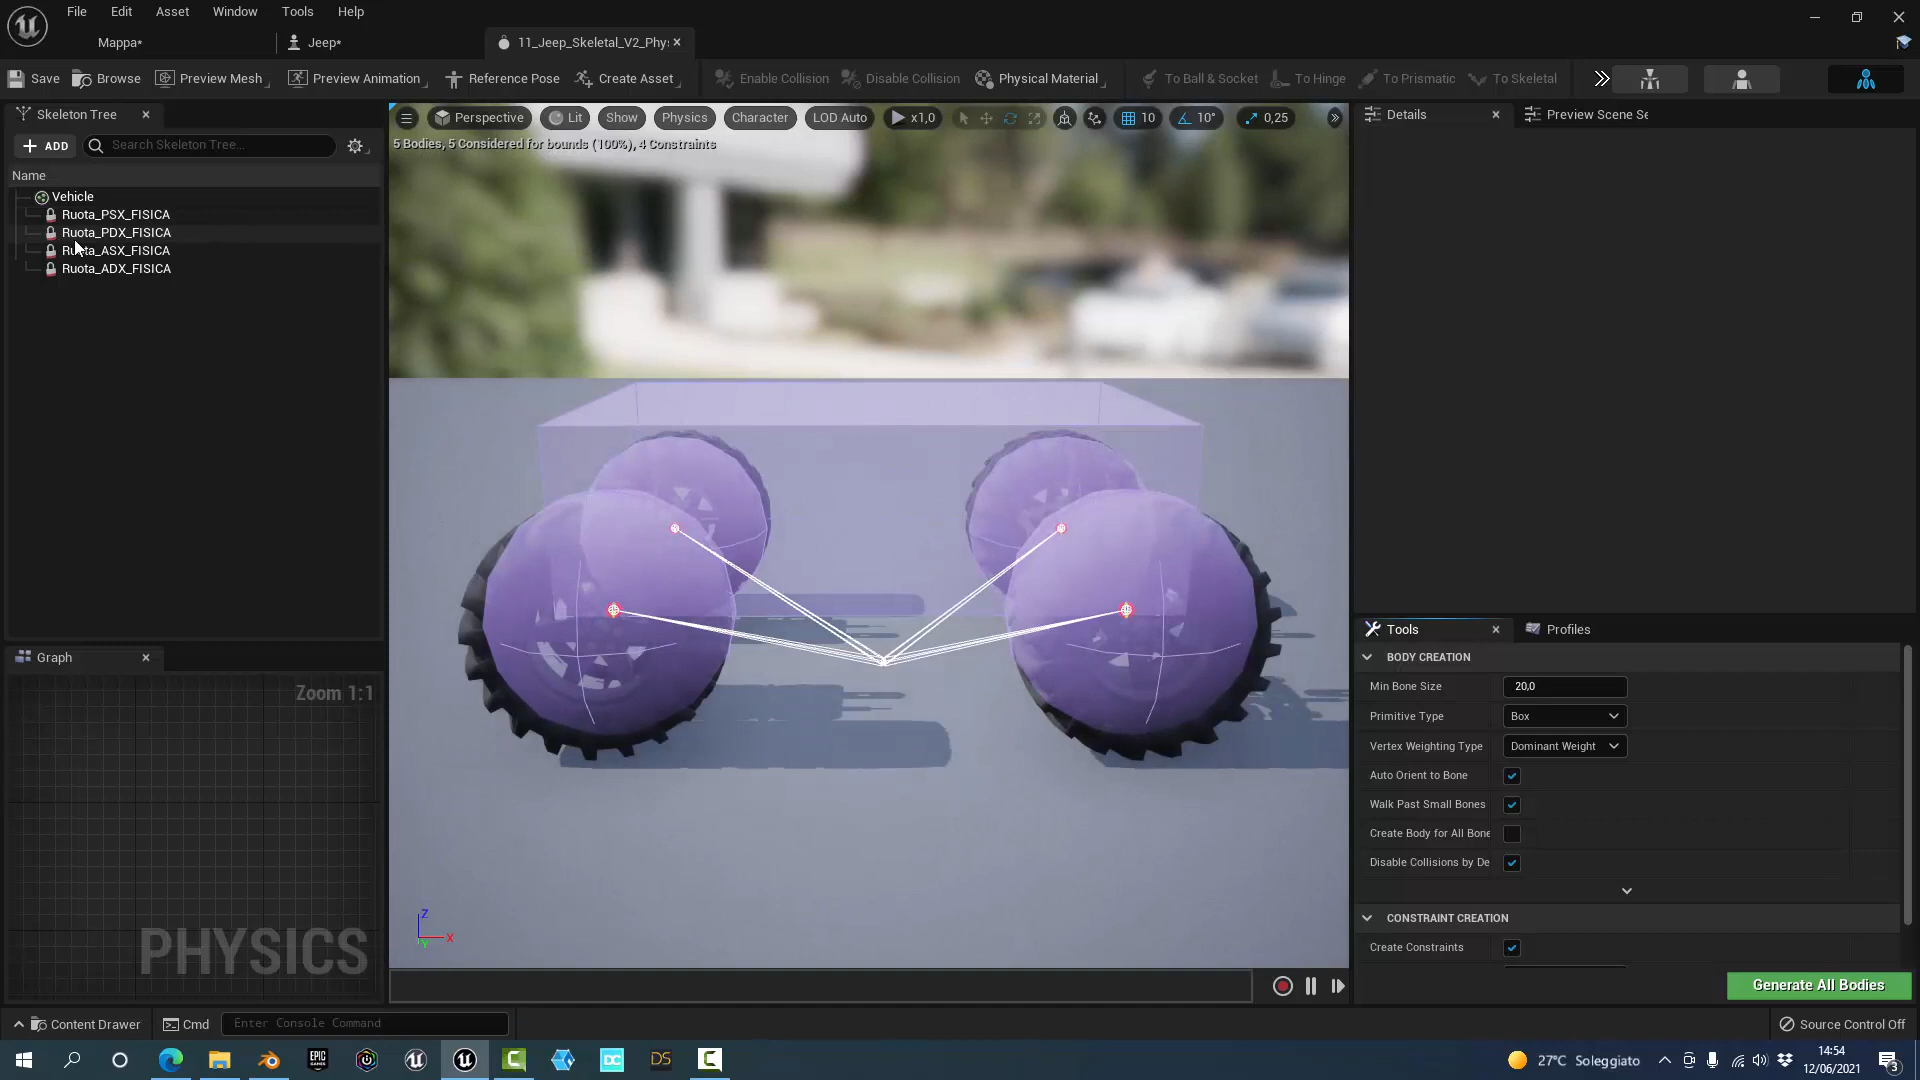 File Edit Asset Window Tools Help
Mappa* Jeep* 11_Jeep_Skeletal_V2_Phy
Save Browse Preview Mesh Preview Animation Reference Pose Create Asset Enable Collision Disable Collision Physical Material To Ball & Socket To Hinge To Prismatic To Skeletal
Skeleton Tree
ADD Search Skeleton Tree...
Name
Vehicle
Ruota_PSX_FISICA
Ruota_PDX_FISICA
Ruota_ASX_FISICA
Ruota_ADX_FISICA
Graph
Zoom 1:1
PHYSICS
Perspective Lit Show Physics Character LOD Auto x1,0 10 10° 0,25
5 Bodies, 5 Considered for bounds (100%), 4 Constraints
Z
X
Y
Details Preview Scene Se
Tools Profiles
BODY CREATION
Min Bone Size 20,0
Primitive Type Box
Vertex Weighting Type Dominant Weight
Auto Orient to Bone
Walk Past Small Bones
Create Body for All Bone
Disable Collisions by De
CONSTRAINT CREATION
Create Constraints
Generate All Bodies
Content Drawer Cmd Enter Console Command Source Control Off
EPIC GAMES DC DS 27°C Soleggiato 14:54
12/06/2021 3